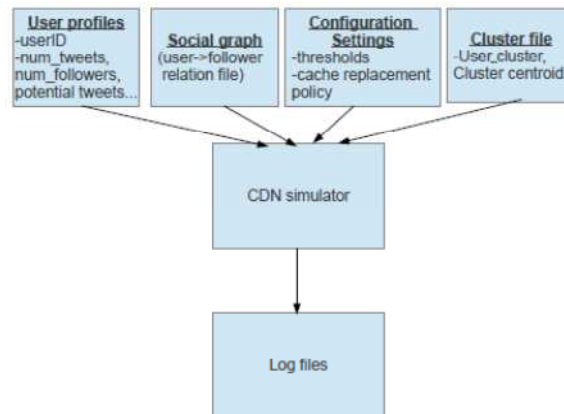 User profiles
-userID
-num_tweets,
num_followers,
potential tweets...
Social graph
(user->follower
relation file)
Configuration
Settings
-thresholds
-cache replacement
policy
Cluster file
-User_cluster,
Cluster centroid
CDN simulator
Log files